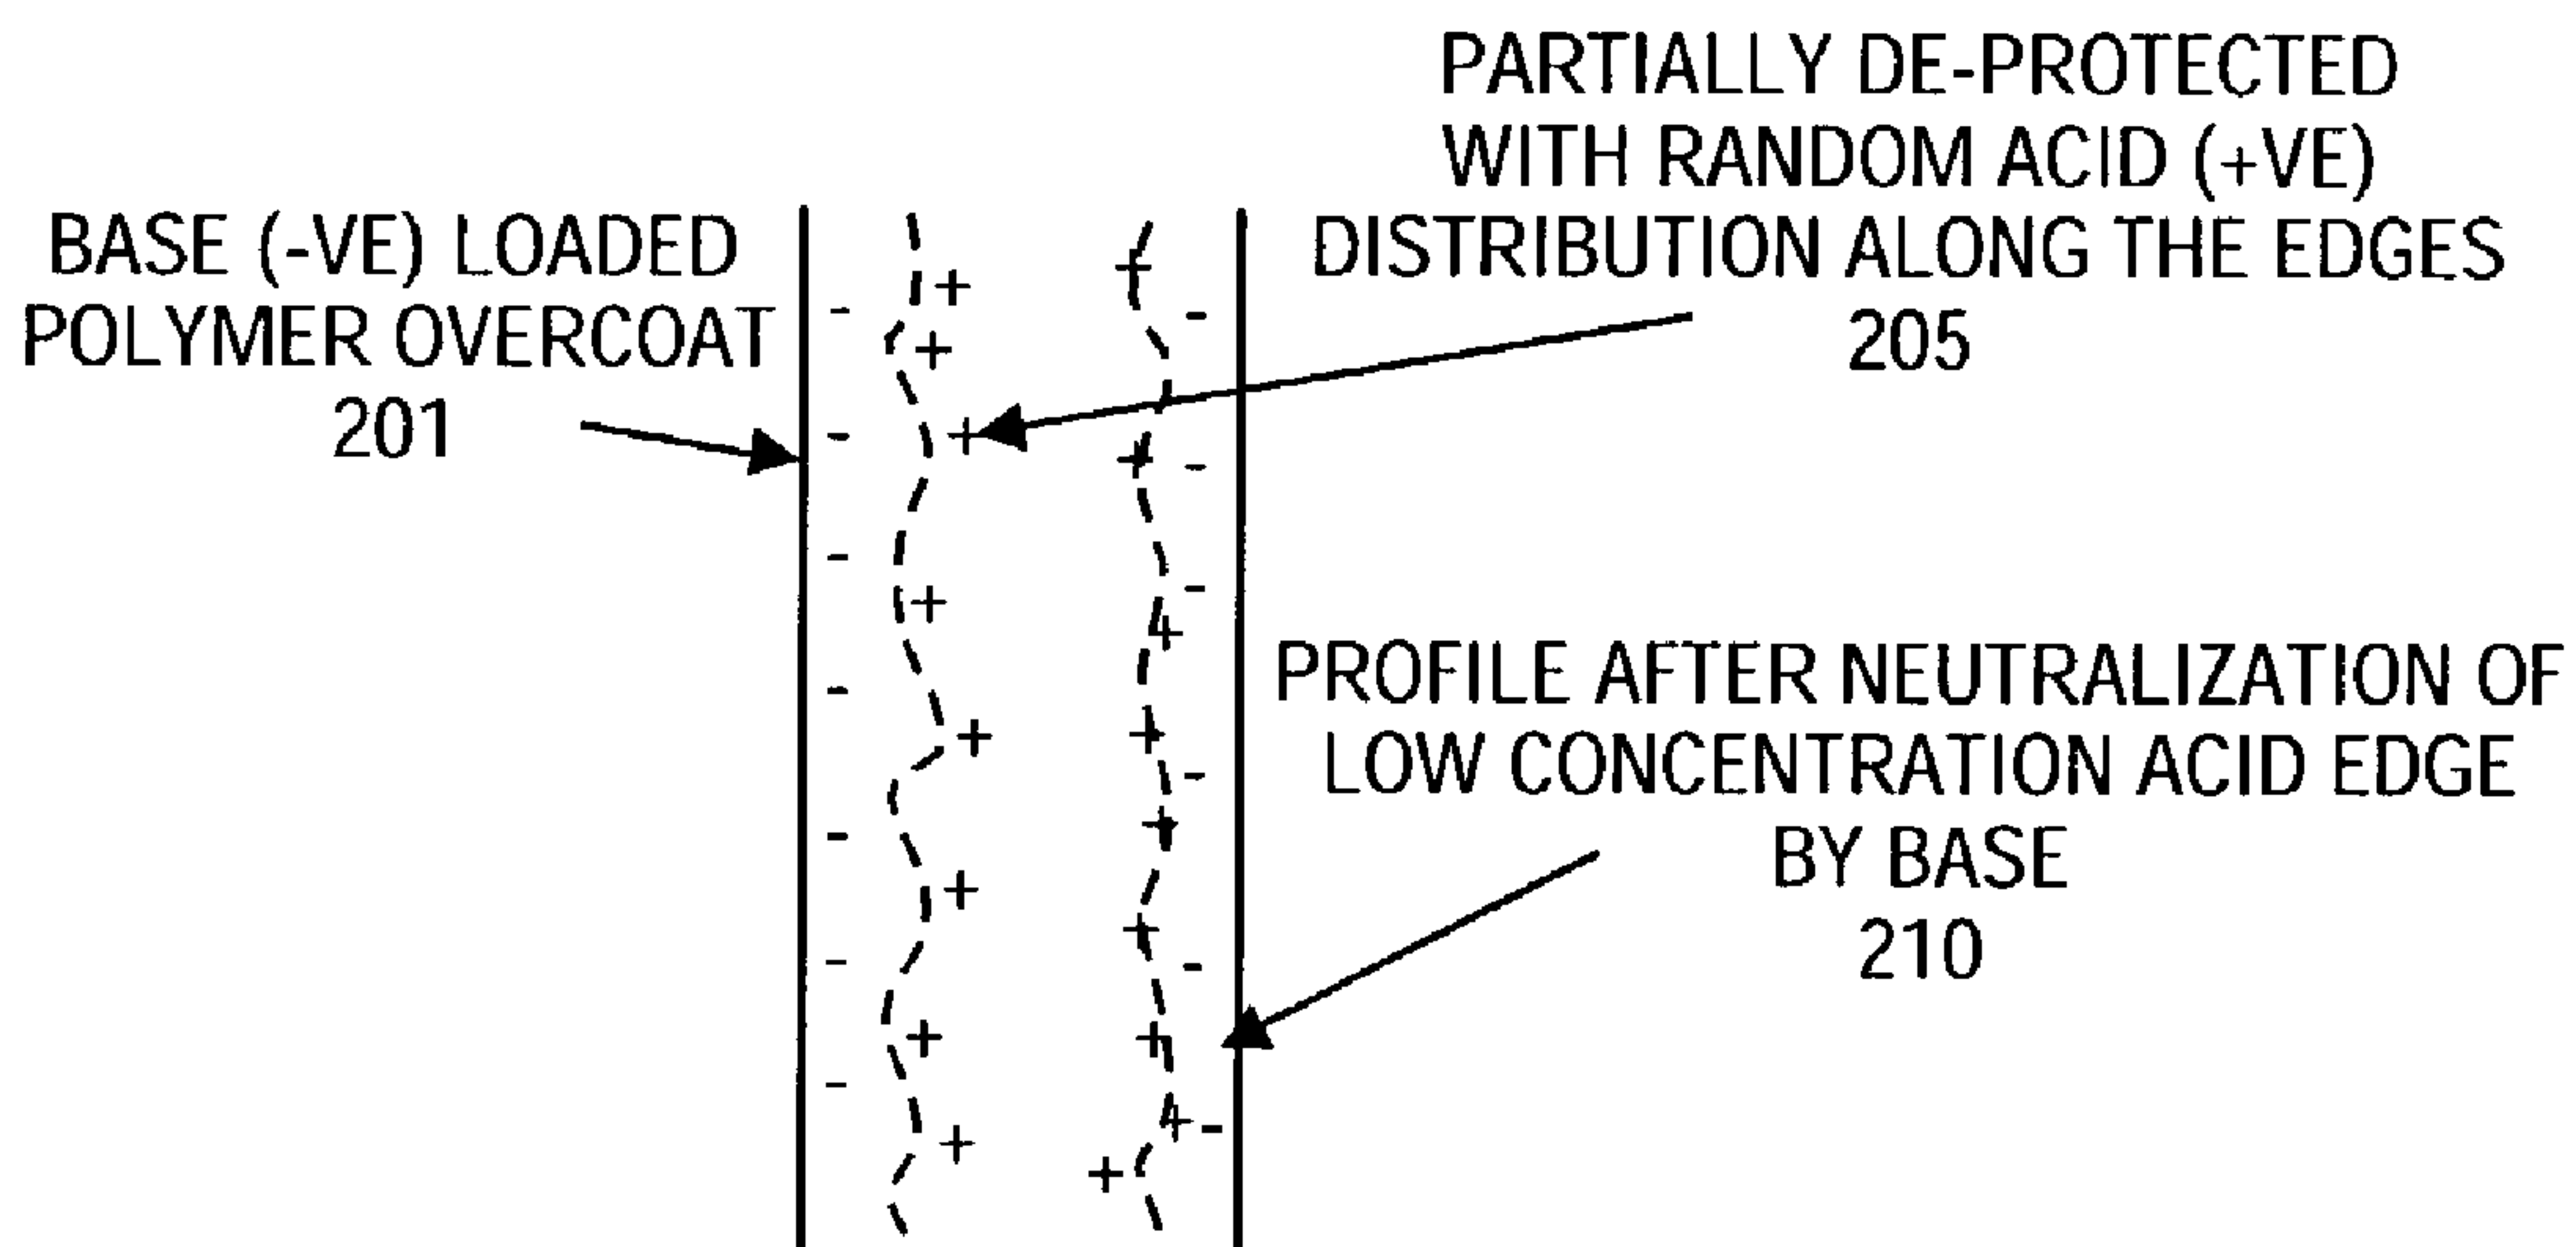 PARTIALLY DE-PROTECTED
WITH RANDOM ACID (+VE)
DISTRIBUTION ALONG THE EDGES
205
BASE (-VE) LOADED
POLYMER OVERCOAT
201
PROFILE AFTER NEUTRALIZATION OF
LOW CONCENTRATION ACID EDGE
BY BASE
210